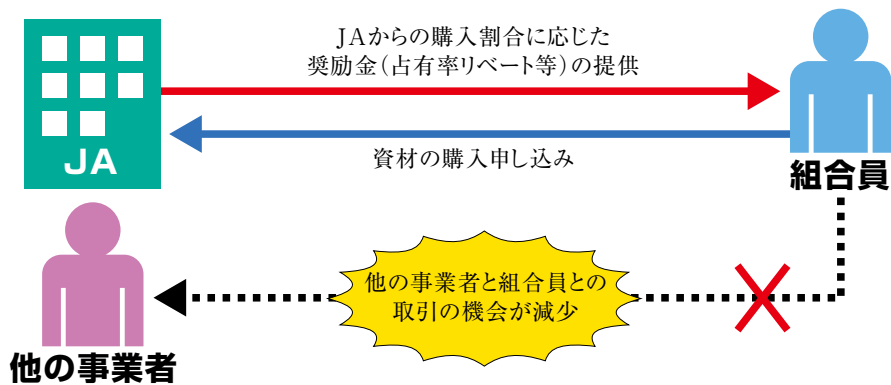 JAからの購入割合に応じた
奨励金(占有率リベート等)の提供
資材の購入申し込み
JA
組合員
他の事業者と組合員との
取引の機会が減少
他の事業者